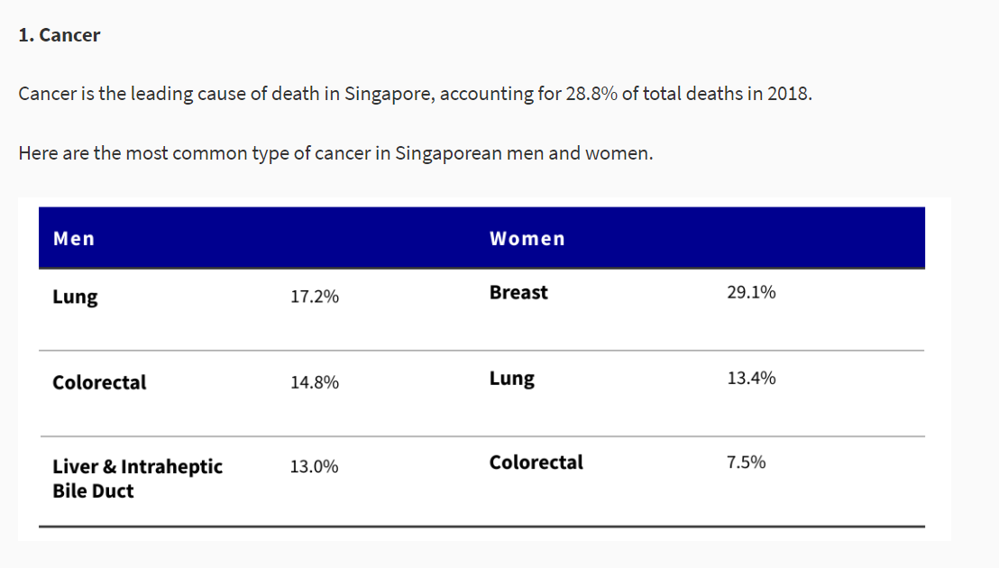 1. Cancer
Cancer is the leading cause of death in Singapore, accounting for 28.8% of total deaths in 2018.
Here are the most common type of cancer in Singaporean men and women.
Men Women
Lung 17.2% Breast 29.1%
Colorectal 14.8% Lung 13.4%
Liver & Intraheptic 13.0% Colorectal 7.5%
Bile Duct